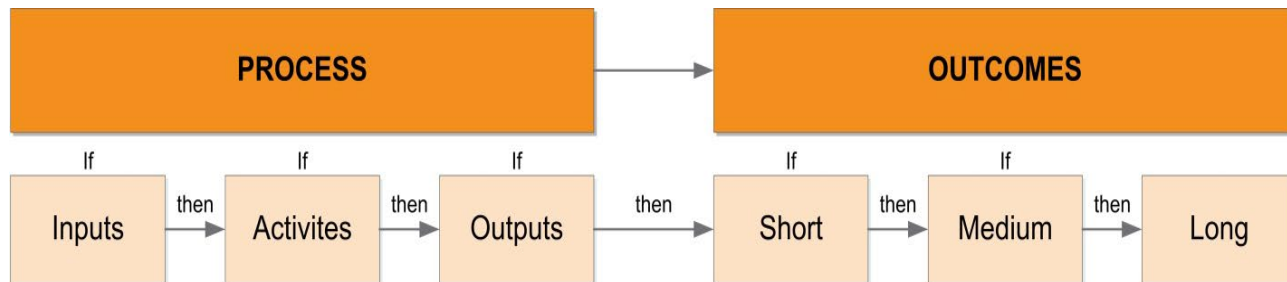 PROCESS
OUTCOMES
If
If
If
If
If
Inputs
then
Activites
then
Outputs
then
Short
then
Medium
then
Long